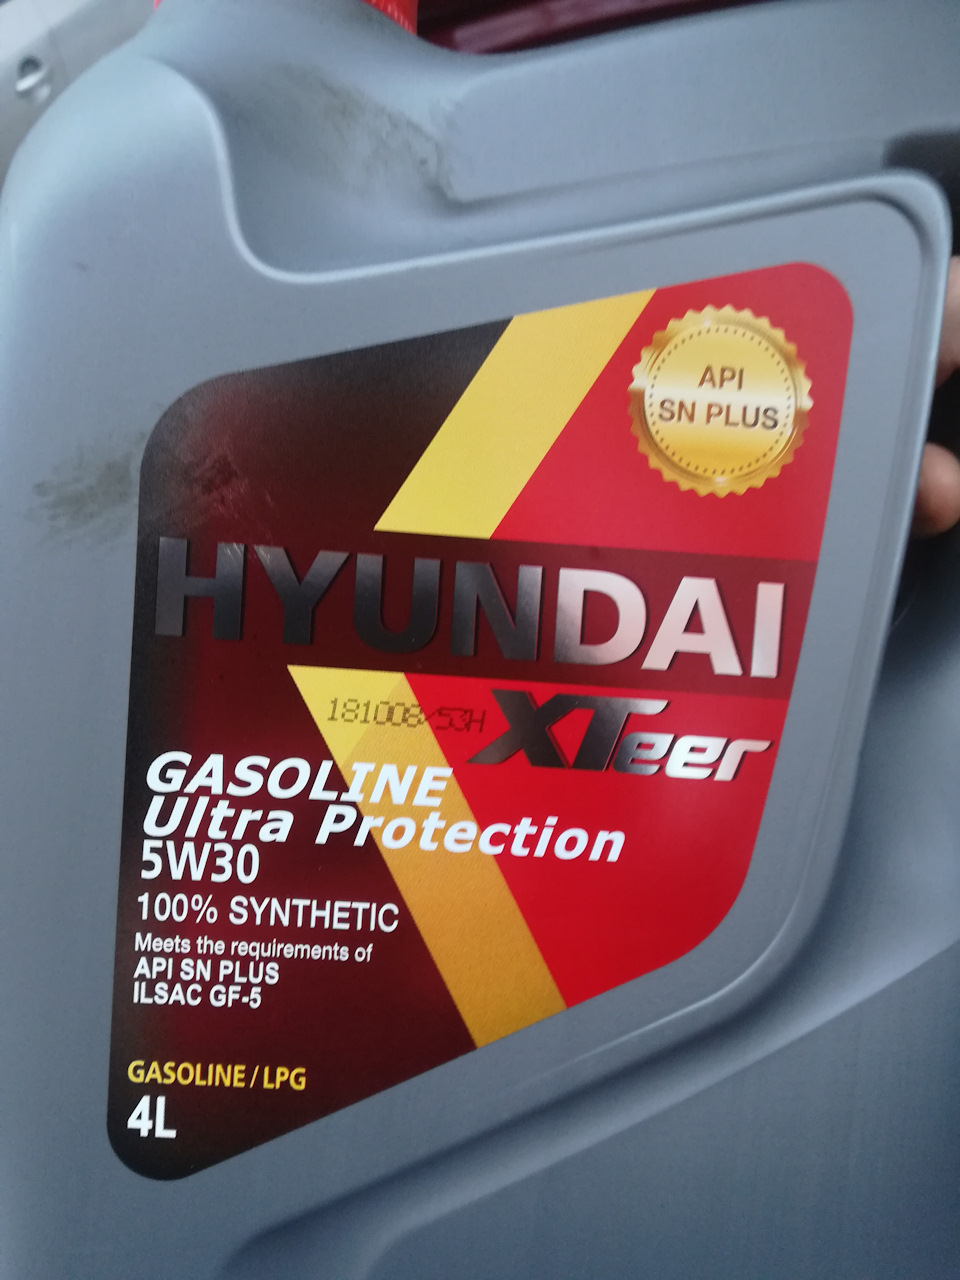 API
SN PLUS
HYUNDAI
181008/53H
XTeer
GASOLINE
Ultra Protection
5W30
100% SYNTHETIC
Meets the requirements of
API SN PLUS
ILSAC GF-5
GASOLINE / LPG
4L